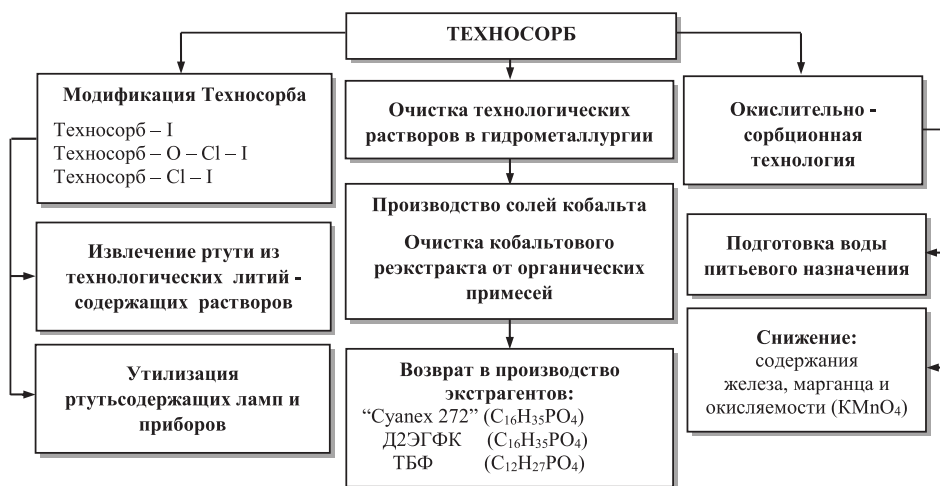 ТЕХНОСОРБ
Модификация Техносорба
Техносорб – I
Техносорб – O – Cl – I
Техносорб – Cl – I
Извлечение ртути из
технологических литий -
содержащих растворов
Утилизация
ртутьсодержащих ламп и
приборов
Очистка технологических
растворов в гидрометаллургии
Производство солей кобальта
Очистка кобальтового
реэкстракта от органических
примесей
Возврат в производство
экстрагентов:
“Cyanex 272” (C₁₆H₃₅PO₄)
Д2ЭГФК (C₁₆H₃₅PO₄)
ТБФ (C₁₂H₂₇PO₄)
Окислительно -
сорбционная
технология
Подготовка воды
питьевого назначения
Снижение:
содержания
железа, марганца и
окисляемости (KMnO₄)